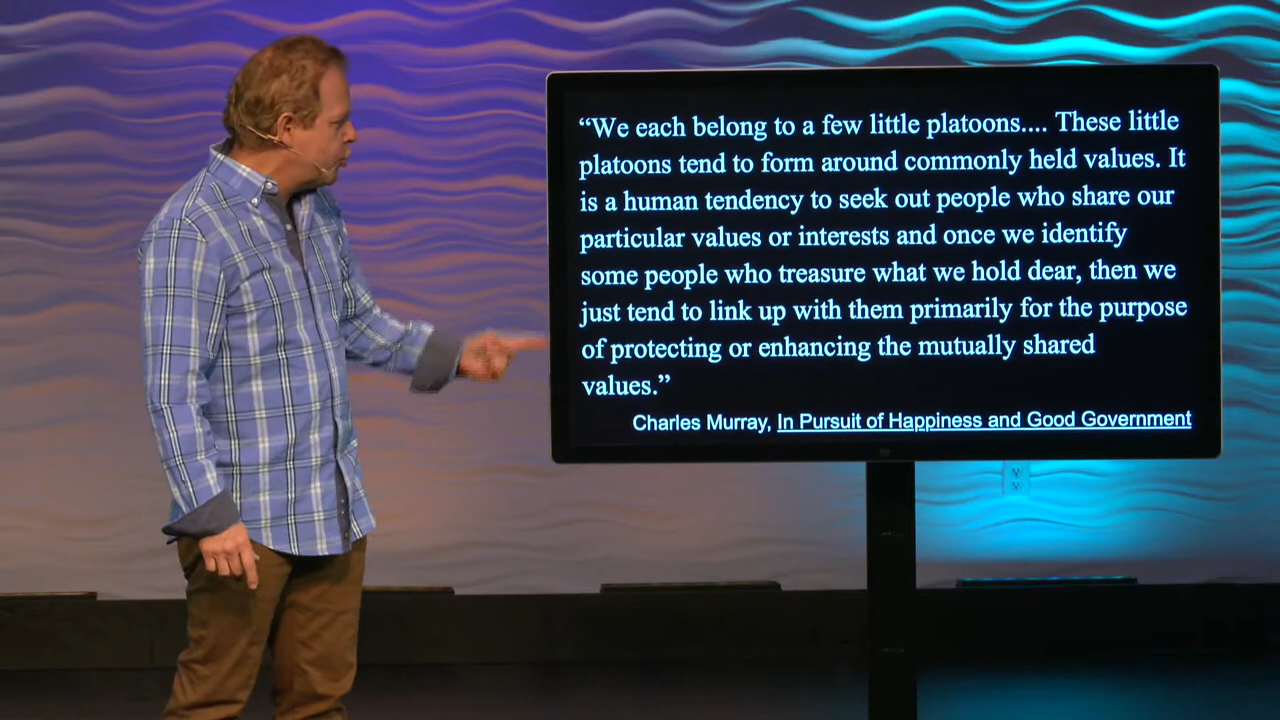 “We each belong to a few little platoons.... These little
platoons tend to form around commonly held values. It
is a human tendency to seek out people who share our
particular values or interests and once we identify
some people who treasure what we hold dear, then we
just tend to link up with them primarily for the purpose
of protecting or enhancing the mutually shared
values.”
Charles Murray, In Pursuit of Happiness and Good Government